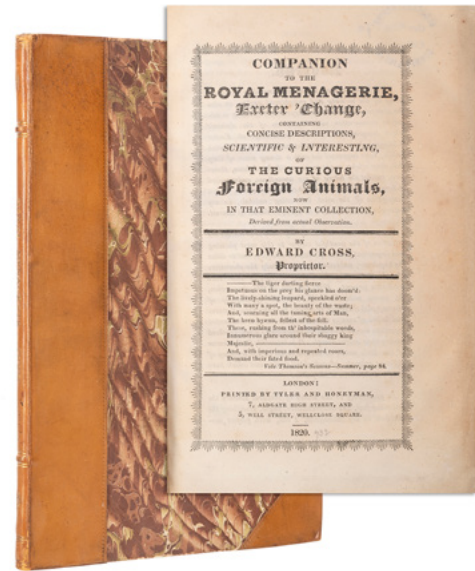 COMPANION
TO THE
ROYAL MENAGERIE,
Exeter 'Change,
CONTAINING
CONCISE DESCRIPTIONS,
SCIENTIFIC & INTERESTING,
OF
THE CURIOUS
Foreign Animals,
NOW
IN THAT EMINENT COLLECTION,
Derived from actual Observation.
BY
EDWARD CROSS,
Proprietor.
———The tiger darting fierce
Impetuous on the prey his glance has doom'd:
The lively-shining leopard, speckled o'er
With many a spot, the beauty of the waste;
And, scorning all the taming arts of Man,
The keen hyena, fellest of the fell:
These, rushing from th' inhospitable woods,
Innumerous glare around their shaggy king
Majestic, ———
And, with imperious and repeated roars,
Demand their fated food.
Vide Thomson's Seasons—Summer, page 84.
LONDON:
PRINTED BY TYLER AND HONEYMAN,
7, ALDGATE HIGH STREET, AND
5, WELL STREET, WELLCLOSE SQUARE.
1820.